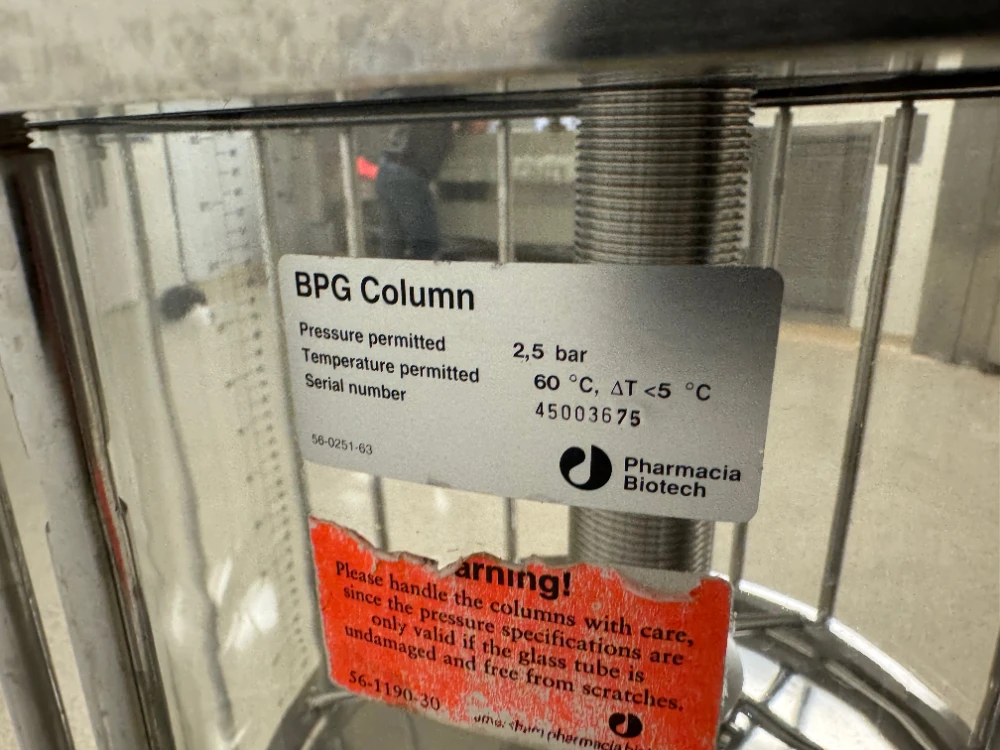 BPG Column
Pressure permitted 2,5 bar
Temperature permitted 60 °C, ΔT <5 °C
Serial number 45003675
56-0251-63
Pharmacia
Biotech
arning!
Please handle the columns with care,
since the pressure specifications are
only valid if the glass tube is
undamaged and free from scratches.
56-1190-30
pharmacia